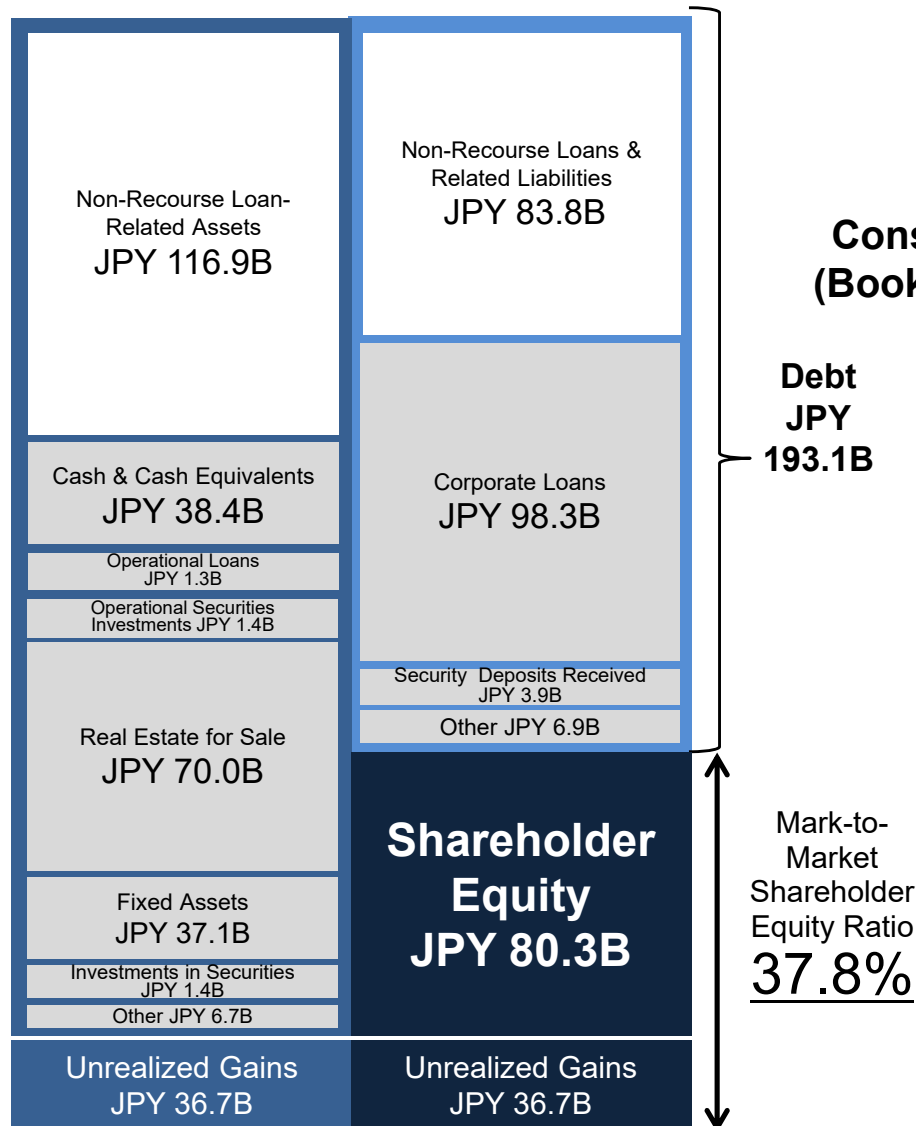 Non-Recourse Loan-
Related Assets
JPY 116.9B
Cash & Cash Equivalents
JPY 38.4B
Operational Loans
JPY 1.3B
Operational Securities
Investments JPY 1.4B
Real Estate for Sale
JPY 70.0B
Fixed Assets
JPY 37.1B
Investments in Securities
JPY 1.4B
Other JPY 6.7B
Unrealized Gains
JPY 36.7B
Non-Recourse Loans &
Related Liabilities
JPY 83.8B
Corporate Loans
JPY 98.3B
Security Deposits Received
JPY 3.9B
Other JPY 6.9B
Shareholder
Equity
JPY 80.3B
Unrealized Gains
JPY 36.7B
Cons
(Book
Debt
JPY
193.1B
Mark-to-
Market
Shareholder
Equity Ratio
37.8%